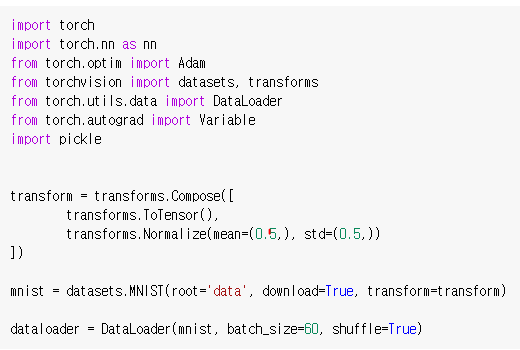 import torch
import torch.nn as nn
from torch.optim import Adam
from torchvision import datasets, transforms
from torch.utils.data import DataLoader
from torch.autograd import Variable
import pickle
transform = transforms.Compose([
        transforms.ToTensor(),
        transforms.Normalize(mean=(0.5,), std=(0.5,))
])
mnist = datasets.MNIST(root='data', download=True, transform=transform)
dataloader = DataLoader(mnist, batch_size=60, shuffle=True)